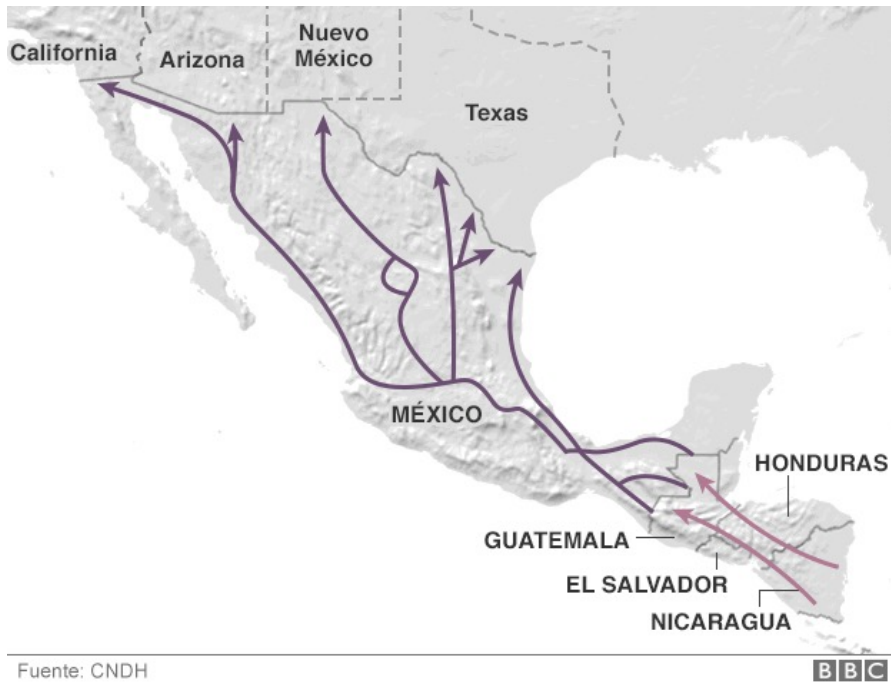 California
Arizona
Nuevo
México
Texas
MÉXICO
HONDURAS
GUATEMALA
EL SALVADOR
NICARAGUA
Fuente: CNDH
BBC